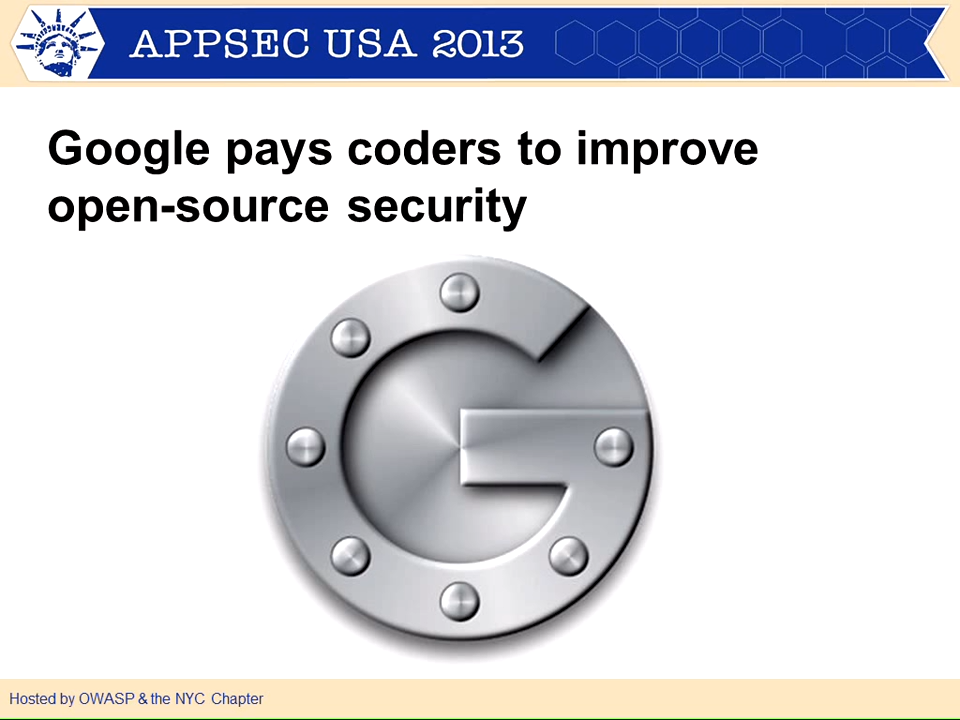 APPSEC USA 2013
Google pays coders to improve
open-source security
G
Hosted by OWASP & the NYC Chapter